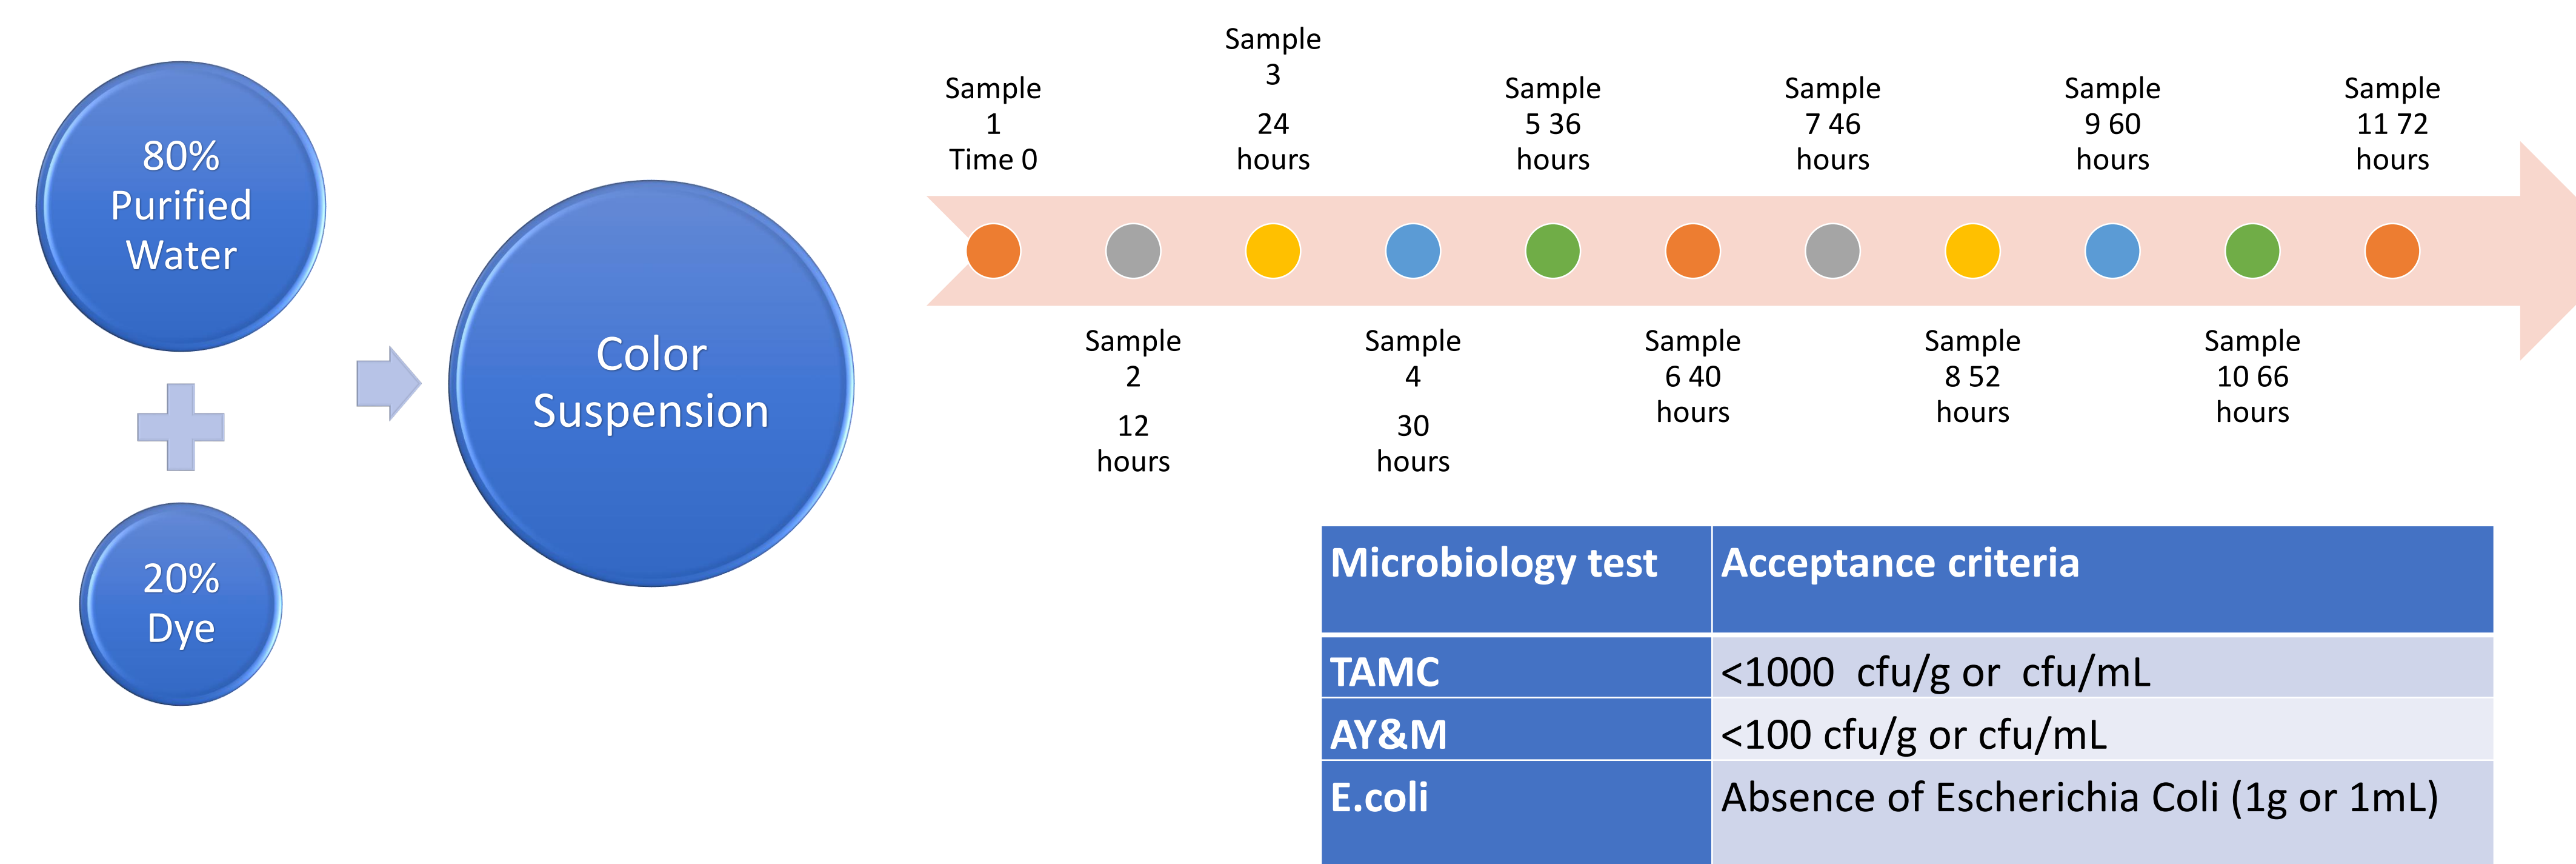 80%
Purified
Water
20%
Dye
Color
Suspension
Sample
1
Time 0
Sample
2
12
hours
Sample
3
24
hours
Sample
4
30
hours
Sample
5 36
hours
Sample
6 40
hours
Sample
7 46
hours
Sample
8 52
hours
Sample
9 60
hours
Sample
10 66
hours
Sample
11 72
hours
Microbiology test Acceptance criteria
TAMC <1000  cfu/g or  cfu/mL
AY&M <100 cfu/g or cfu/mL
E.coli Absence of Escherichia Coli (1g or 1mL)